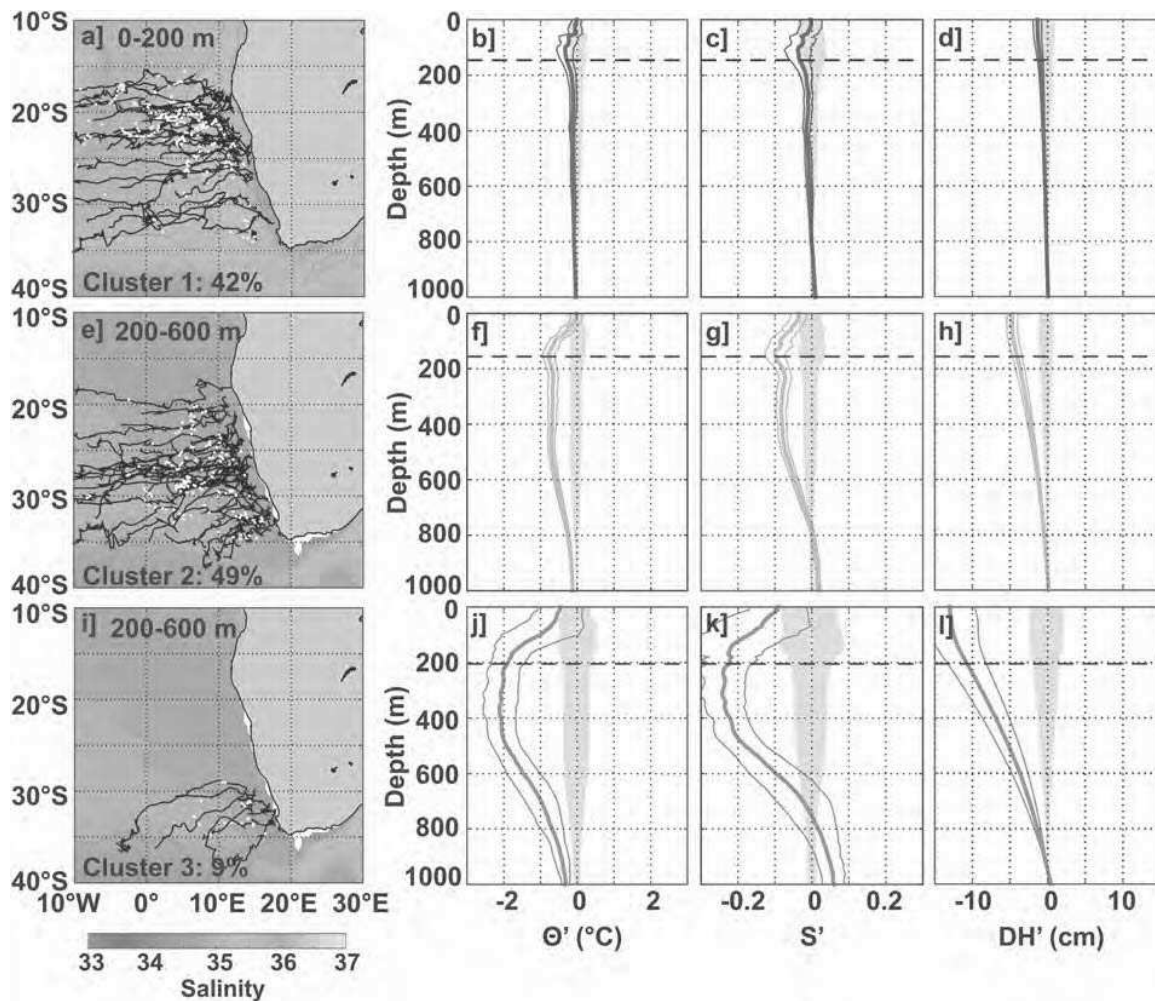 10°S
a] 0-200 m
20°S
30°S
Cluster 1: 42%
40°S
b]
c]
d]
0
200
400
600
800
1000
Depth (m)
10°S
e] 200-600 m
20°S
30°S
Cluster 2: 49%
40°S
f]
g]
h]
0
200
400
600
800
1000
Depth (m)
10°S
i] 200-600 m
20°S
30°S
Cluster 3: 9%
40°S
10°W 0° 10°E 20°E 30°E
j]
k]
l]
0
200
400
600
800
1000
Depth (m)
-2 0 2
-0.2 0 0.2
-10 0 10
Θ’ (°C)
S’
DH’ (cm)
33 34 35 36 37
Salinity